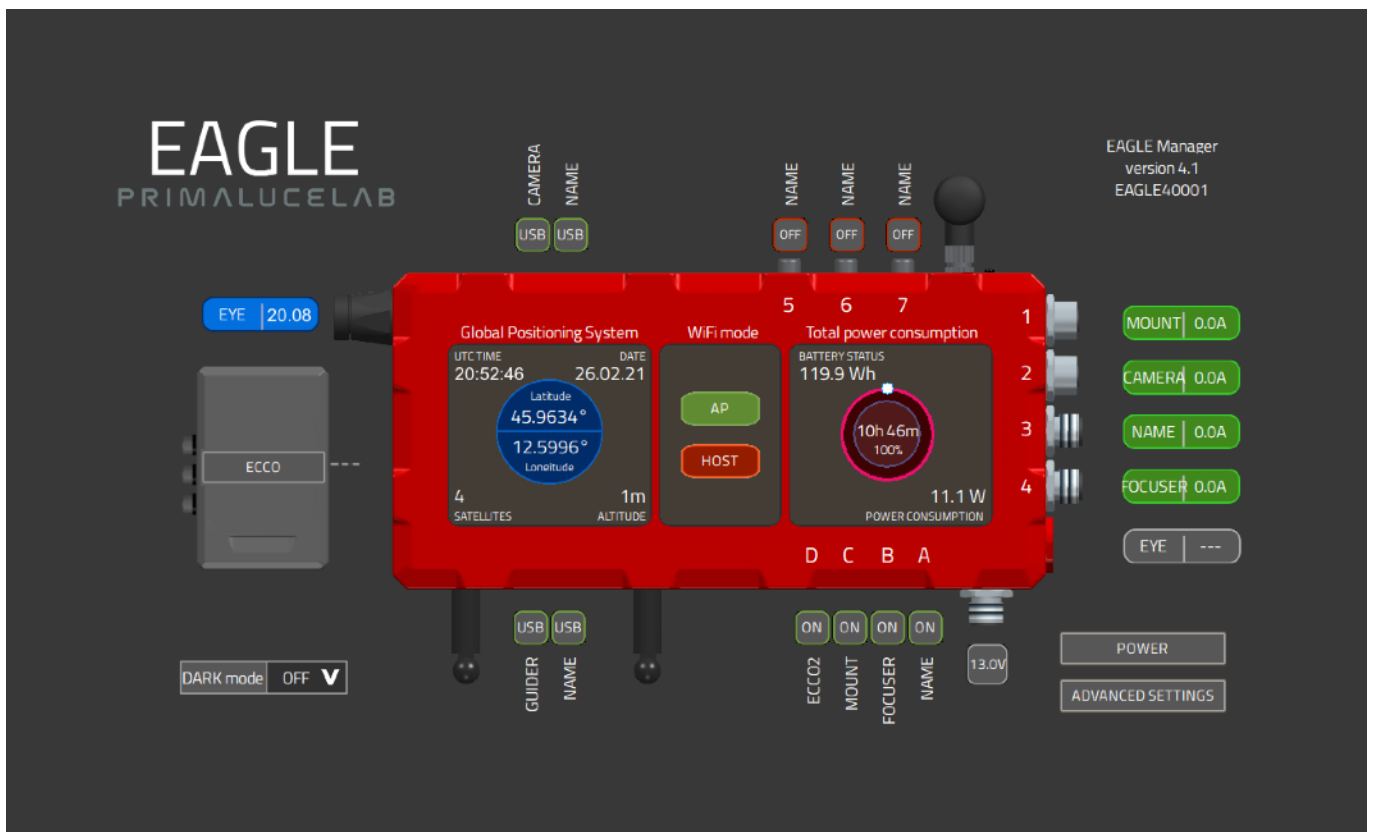 EAGLE
PRIMALUCELAB
CAMERA
NAME
USB
USB
NAME
NAME
NAME
OFF
OFF
OFF
EAGLE Manager
version 4.1
EAGLE40001
EYE 20.08
5 6 7
1
2
3
4
Global Positioning System
UTC TIME DATE
20:52:46 26.02.21
Latitude
45.9634°
12.5996°
Longitude
4 1m
SATELLITES ALTITUDE
WiFi mode
AP
HOST
Total power consumption
BATTERY STATUS
119.9 Wh
10h 46m
100%
11.1 W
POWER CONSUMPTION
MOUNT 0.0A
CAMERA 0.0A
NAME 0.0A
FOCUSER 0.0A
EYE ---
ECCO ---
D C B A
USB
USB
GUIDER
NAME
ON
ON
ON
ON
ECCO2
MOUNT
FOCUSER
NAME
13.0V
DARK mode OFF V
POWER
ADVANCED SETTINGS